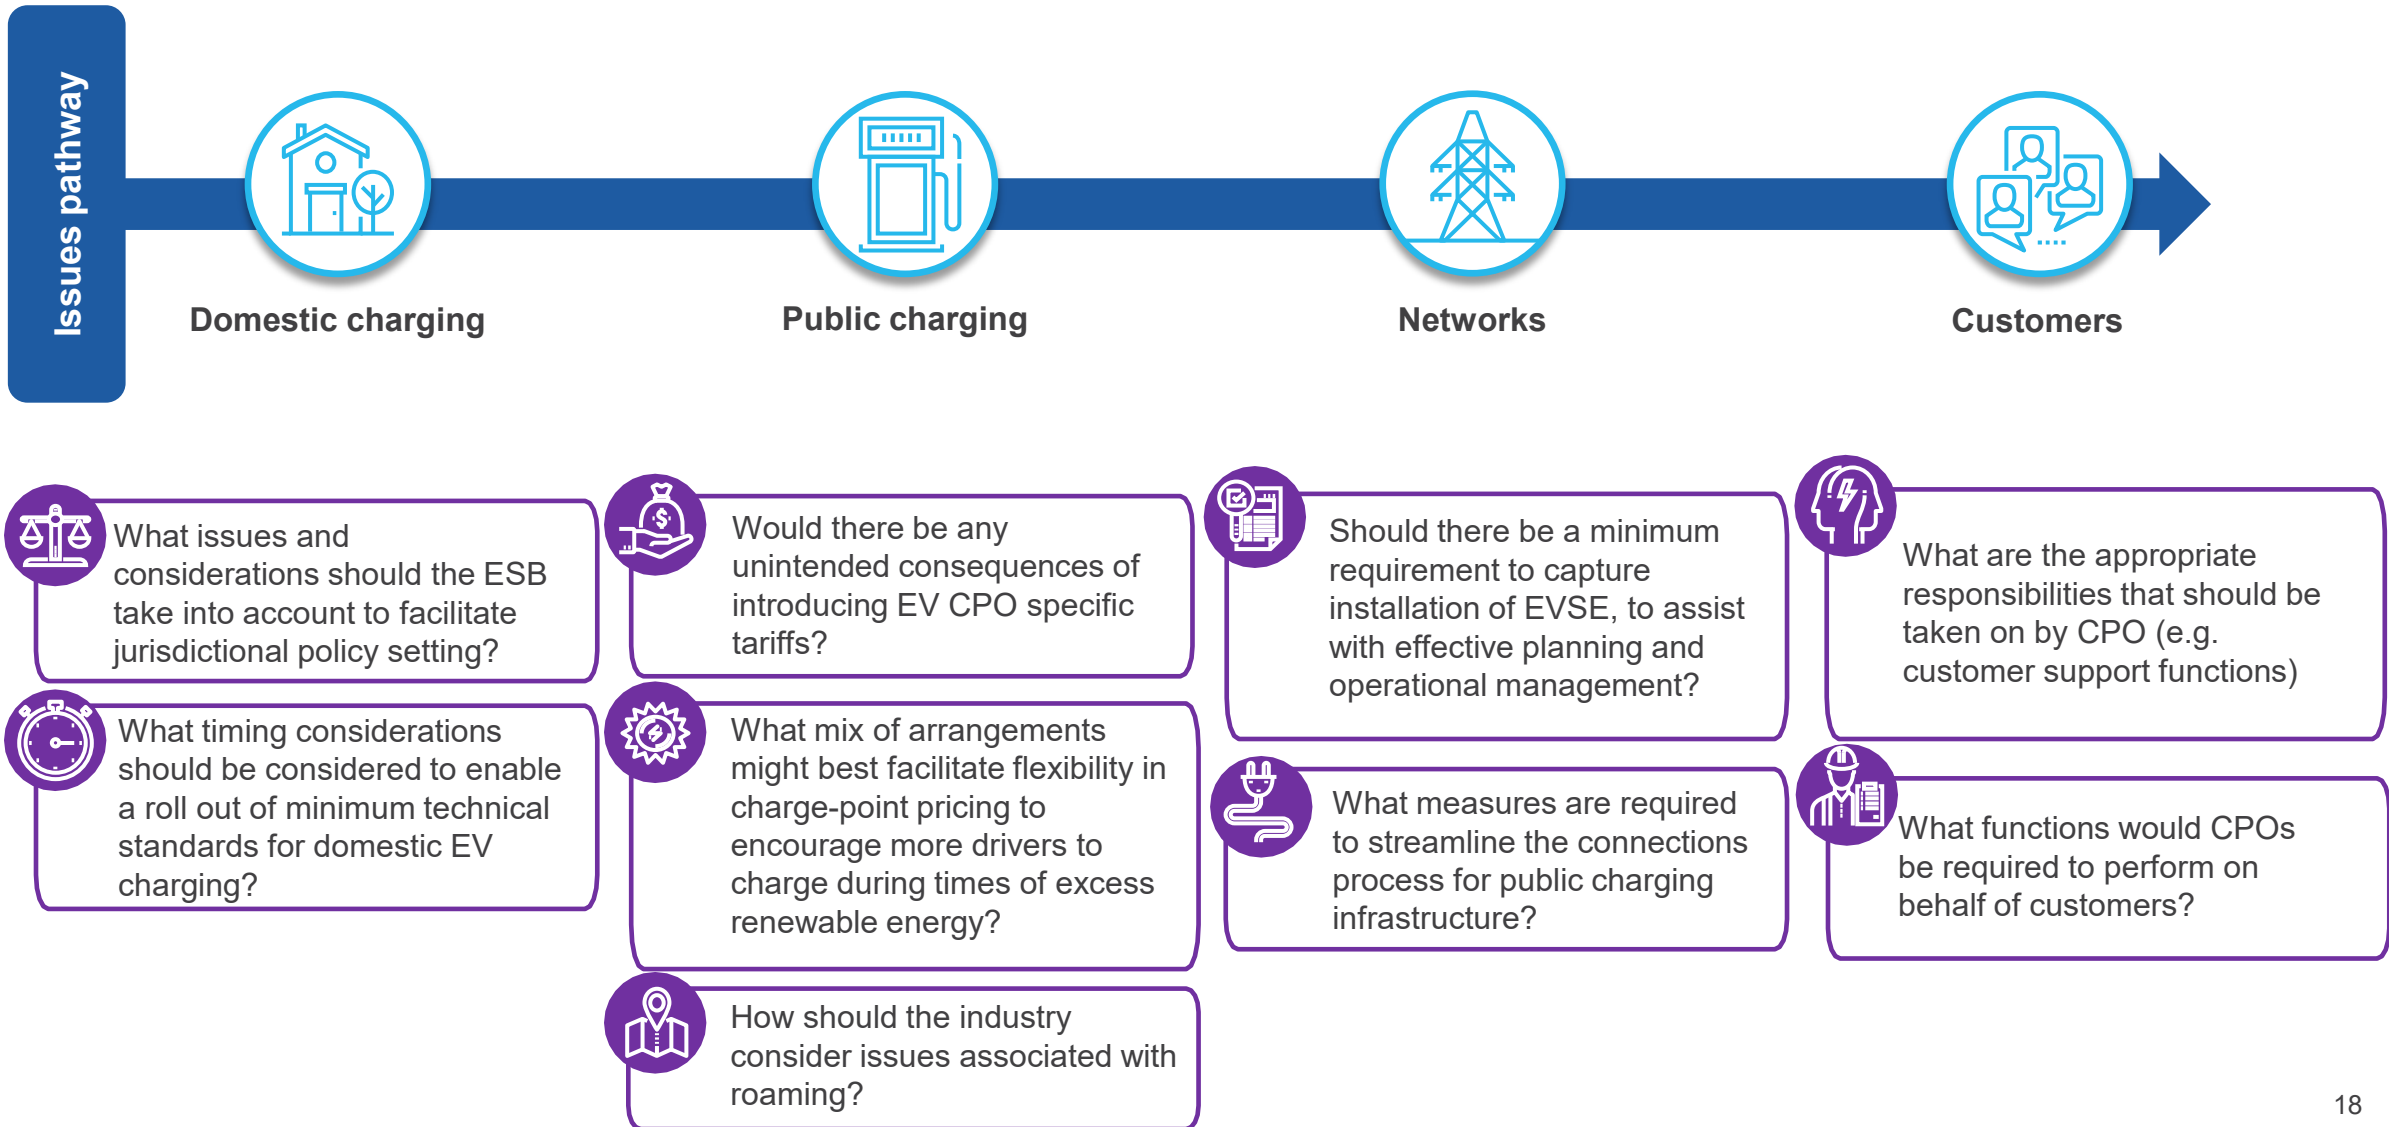 Issues pathway
Domestic charging
Public charging
Networks
Customers
What issues and
considerations should the ESB
take into account to facilitate
jurisdictional policy setting?
What timing considerations
should be considered to enable
a roll out of minimum technical
standards for domestic EV
charging?
Would there be any
unintended consequences of
introducing EV CPO specific
tariffs?
What mix of arrangements
might best facilitate flexibility in
charge-point pricing to
encourage more drivers to
charge during times of excess
renewable energy?
How should the industry
consider issues associated with
roaming?
Should there be a minimum
requirement to capture
installation of EVSE, to assist
with effective planning and
operational management?
What measures are required
to streamline the connections
process for public charging
infrastructure?
What are the appropriate
responsibilities that should be
taken on by CPO (e.g.
customer support functions)
What functions would CPOs
be required to perform on
behalf of customers?
18